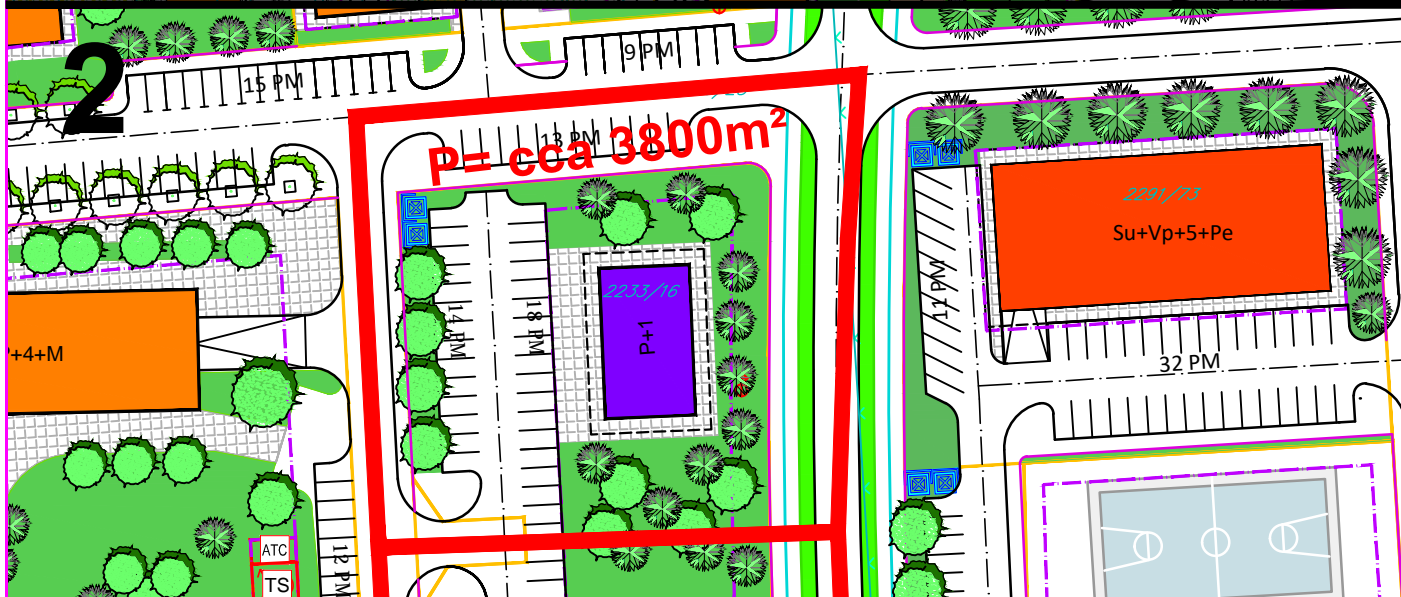 2
15 PM
9 PM
13 PM
P= cca 3800m²
2291/73
Su+Vp+5+Pe
11 PM
2233/16
P+1
14 PM
18 PM
+4+M
32 PM
12 PM
ATC
TS